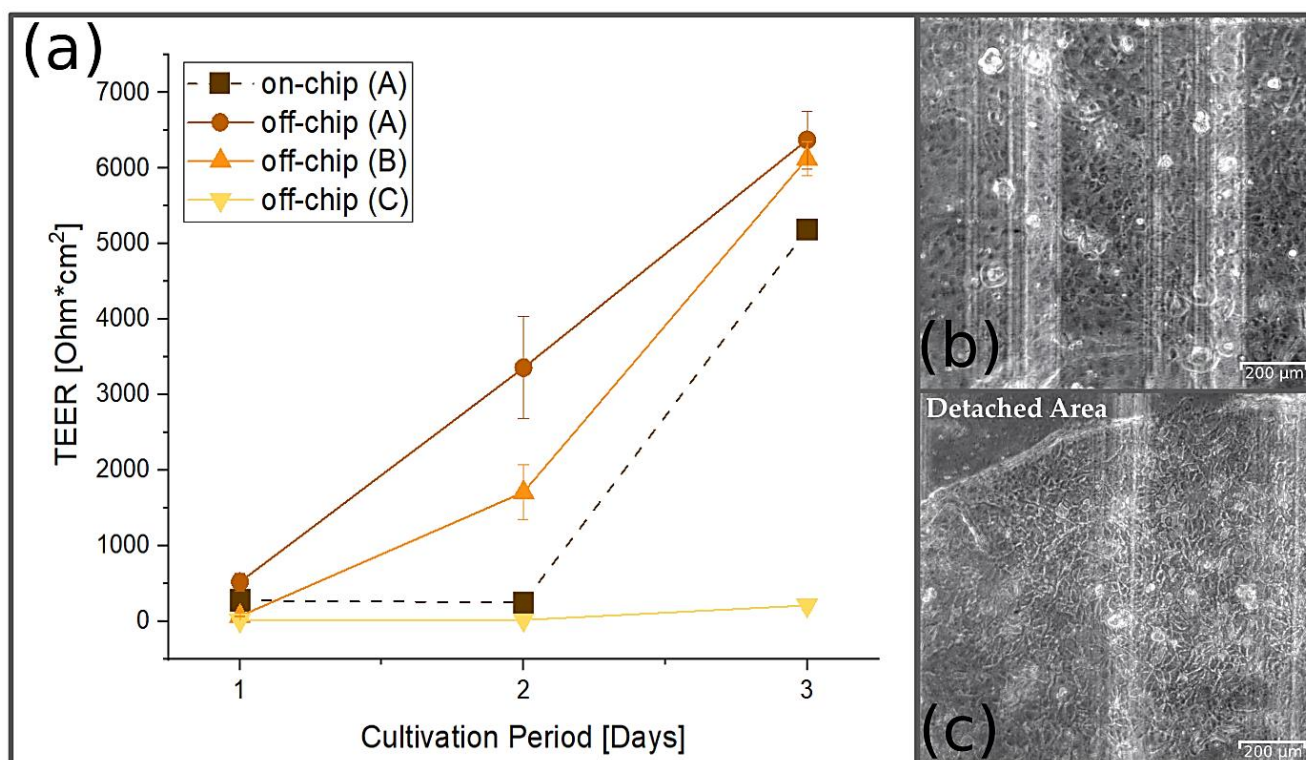 (a)
on-chip (A)
off-chip (A)
off-chip (B)
off-chip (C)
TEER [Ohm*cm²]
7000
6000
5000
4000
3000
2000
1000
0
1 2 3
Cultivation Period [Days]
(b)
200 µm
Detached Area
(c)
200 µm